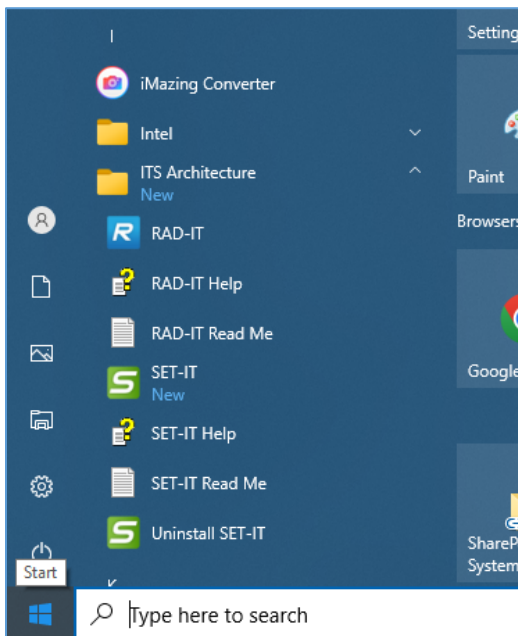 I
Setting
iMazing Converter
Intel
ITS Architecture
New
Paint
Browsers
RAD-IT
RAD-IT Help
RAD-IT Read Me
SET-IT
New
Google
SET-IT Help
SET-IT Read Me
Uninstall SET-IT
ShareP
System
Start
K
Type here to search